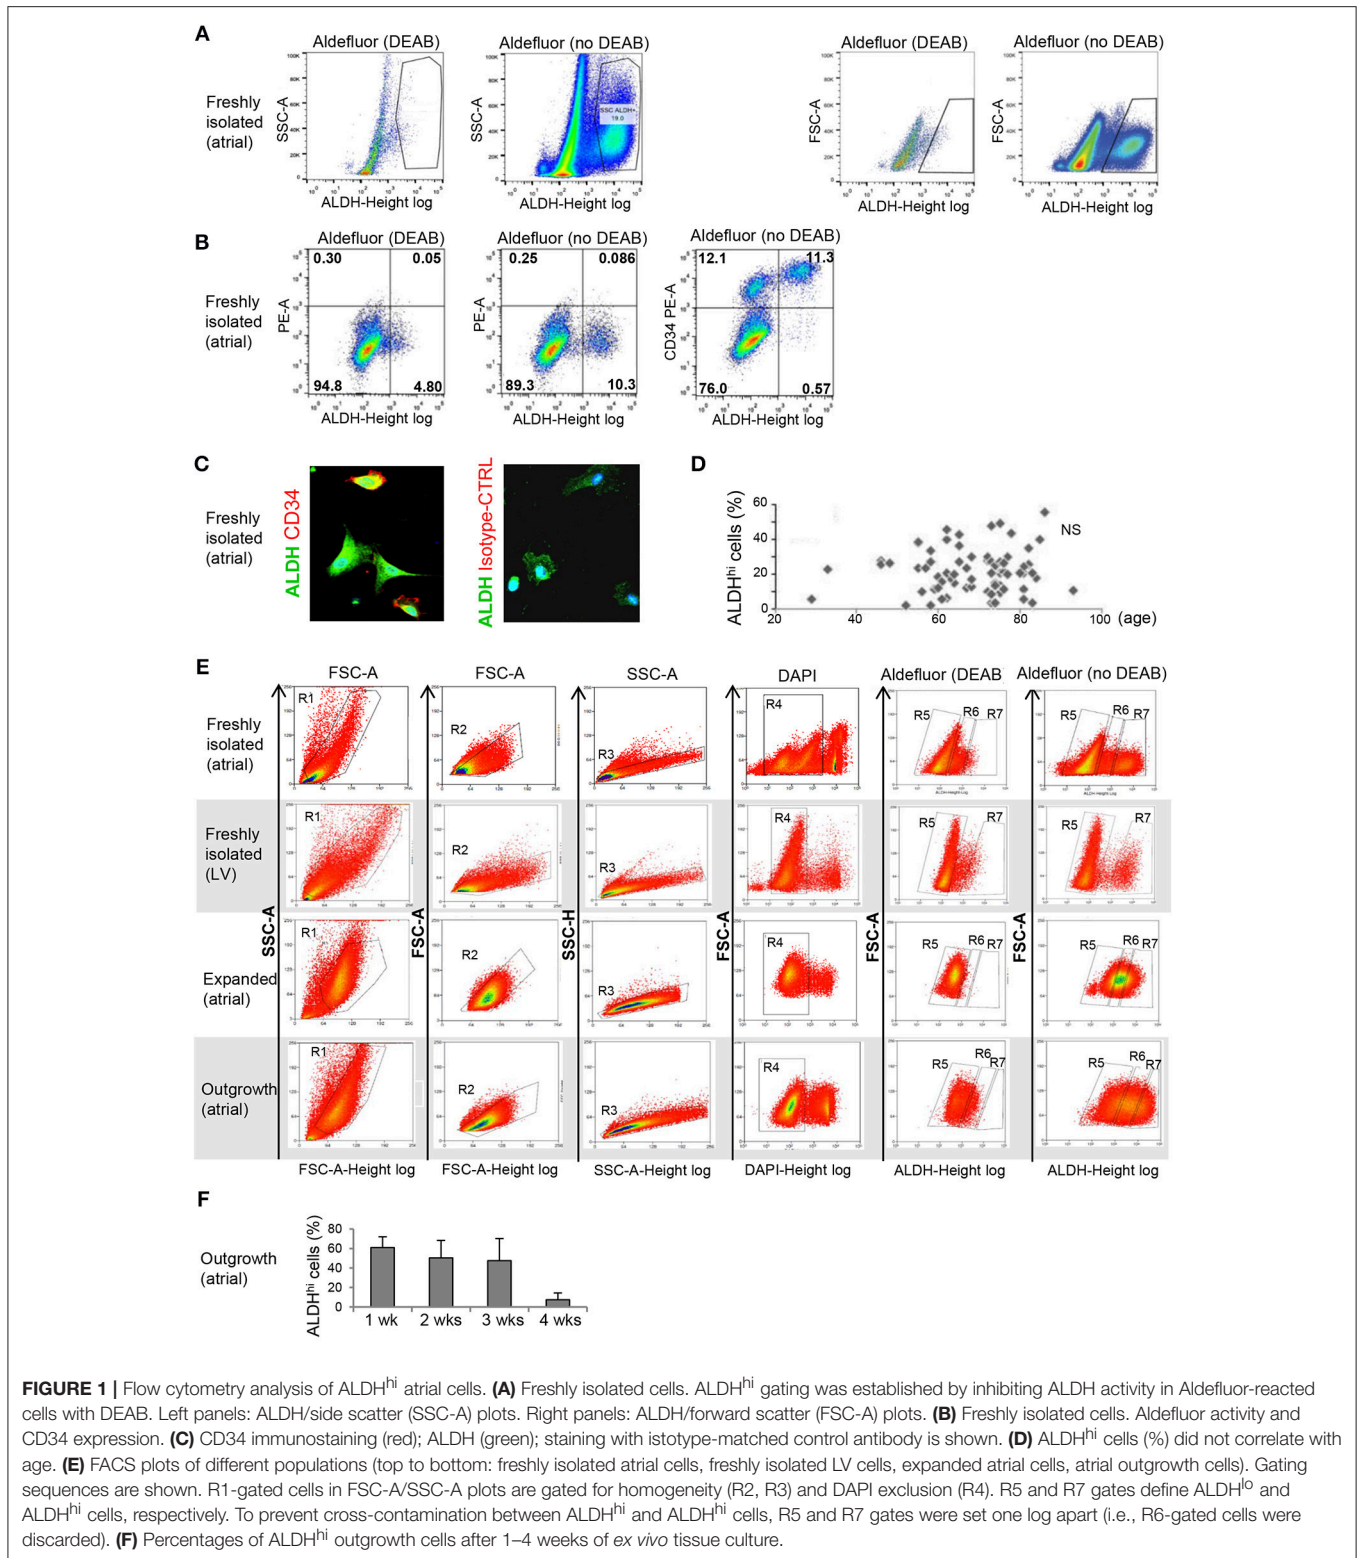 A
Aldefluor (DEAB)
Aldefluor (no DEAB)
Aldefluor (DEAB)
Aldefluor (no DEAB)
Freshly
isolated
(atrial)
SSC-A
SSC-A
FSC-A
FSC-A
SSC ALDH+
19.0
ALDH-Height log
ALDH-Height log
ALDH-Height log
ALDH-Height log
B
Aldefluor (DEAB)
Aldefluor (no DEAB)
Aldefluor (no DEAB)
Freshly
isolated
(atrial)
PE-A
0.30 0.05
94.8 4.80
PE-A
0.25 0.086
89.3 10.3
CD34 PE-A
12.1 11.3
76.0 0.57
ALDH-Height log
ALDH-Height log
ALDH-Height log
C
Freshly
isolated
(atrial)
ALDH CD34
ALDH Isotype-CTRL
D
ALDHhi cells (%)
60
40
20
0
NS
20 40 60 80 100 (age)
E
FSC-A FSC-A SSC-A DAPI Aldefluor (DEAB Aldefluor (no DEAB)
Freshly
isolated
(atrial)
R1 R2 R3 R4 R5 R6 R7 R5 R6 R7
Freshly
isolated
(LV)
R1 R2 R3 R4 R5 R7 R5 R7
SSC-A FSC-A SSC-H FSC-A FSC-A FSC-A
Expanded
(atrial)
R1 R2 R3 R4 R5 R6 R7 R5 R6 R7
Outgrowth
(atrial)
R1 R2 R3 R4 R5 R6 R7 R5 R6 R7
FSC-A-Height log FSC-A-Height log SSC-A-Height log DAPI-Height log ALDH-Height log ALDH-Height log
F
Outgrowth
(atrial)
ALDHhi cells (%)
80
60
40
20
0
1 wk 2 wks 3 wks 4 wks
FIGURE 1 | Flow cytometry analysis of ALDHhi atrial cells. (A) Freshly isolated cells. ALDHhi gating was established by inhibiting ALDH activity in Aldefluor-reacted
cells with DEAB. Left panels: ALDH/side scatter (SSC-A) plots. Right panels: ALDH/forward scatter (FSC-A) plots. (B) Freshly isolated cells. Aldefluor activity and
CD34 expression. (C) CD34 immunostaining (red); ALDH (green); staining with istotype-matched control antibody is shown. (D) ALDHhi cells (%) did not correlate with
age. (E) FACS plots of different populations (top to bottom: freshly isolated atrial cells, freshly isolated LV cells, expanded atrial cells, atrial outgrowth cells). Gating
sequences are shown. R1-gated cells in FSC-A/SSC-A plots are gated for homogeneity (R2, R3) and DAPI exclusion (R4). R5 and R7 gates define ALDHlo and
ALDHhi cells, respectively. To prevent cross-contamination between ALDHhi and ALDHhi cells, R5 and R7 gates were set one log apart (i.e., R6-gated cells were
discarded). (F) Percentages of ALDHhi outgrowth cells after 1–4 weeks of ex vivo tissue culture.